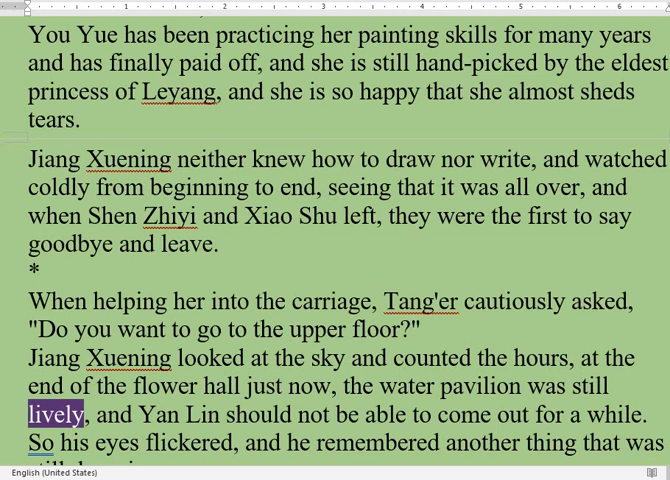 1 2 3 4 5 6
You Yue has been practicing her painting skills for many years
and has finally paid off, and she is still hand-picked by the eldest
princess of Leyang, and she is so happy that she almost sheds
tears.
Jiang Xuening neither knew how to draw nor write, and watched
coldly from beginning to end, seeing that it was all over, and
when Shen Zhiyi and Xiao Shu left, they were the first to say
goodbye and leave.
*
When helping her into the carriage, Tang'er cautiously asked,
"Do you want to go to the upper floor?"
Jiang Xuening looked at the sky and counted the hours, at the
end of the flower hall just now, the water pavilion was still
lively, and Yan Lin should not be able to come out for a while.
So his eyes flickered, and he remembered another thing that was
English (United States)